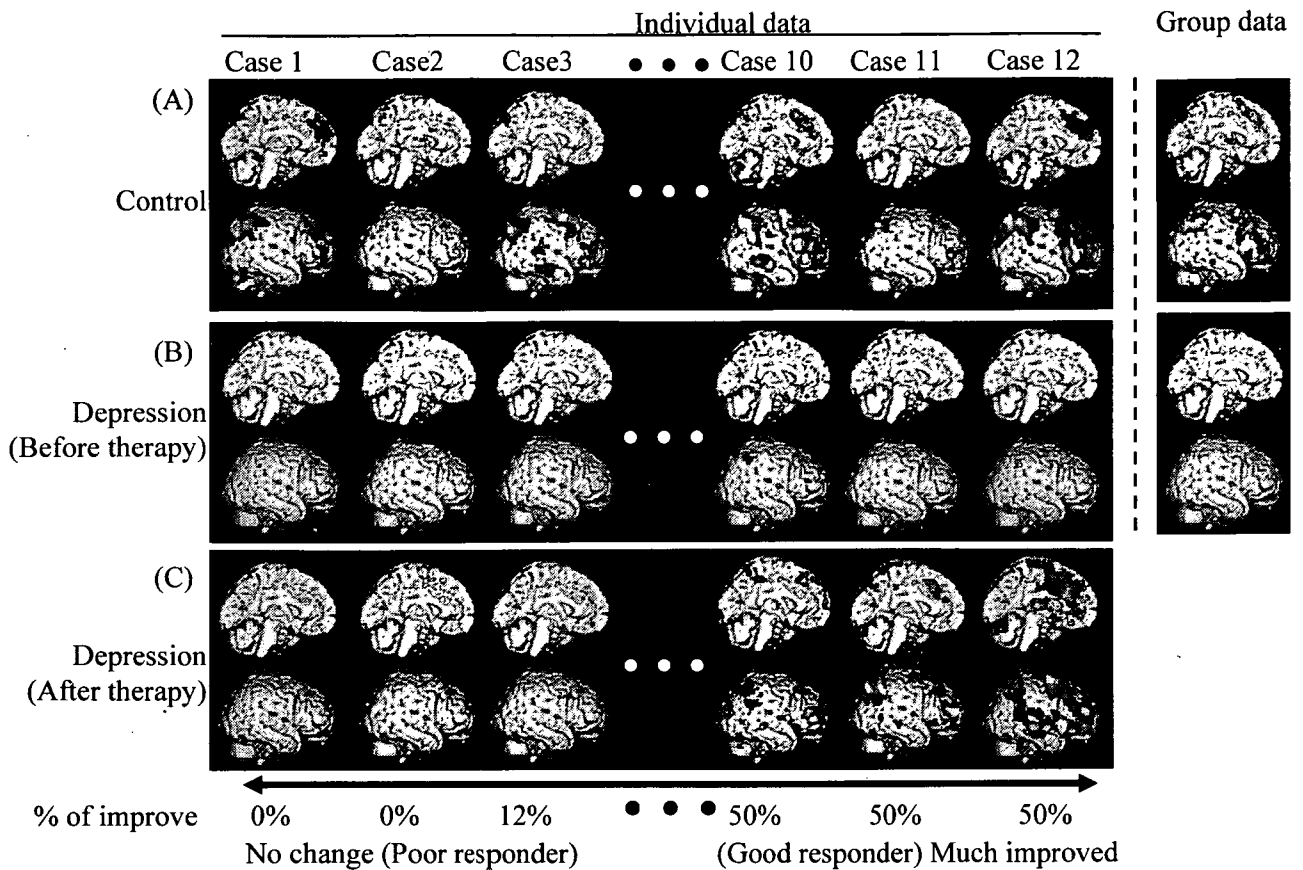 Individual data
Group data
Case 1 Case2 Case3 Case 10 Case 11 Case 12
(A)
Control
(B)
Depression
(Before therapy)
(C)
Depression
(After therapy)
% of improve 0% 0% 12% 50% 50% 50%
No change (Poor responder) (Good responder) Much improved